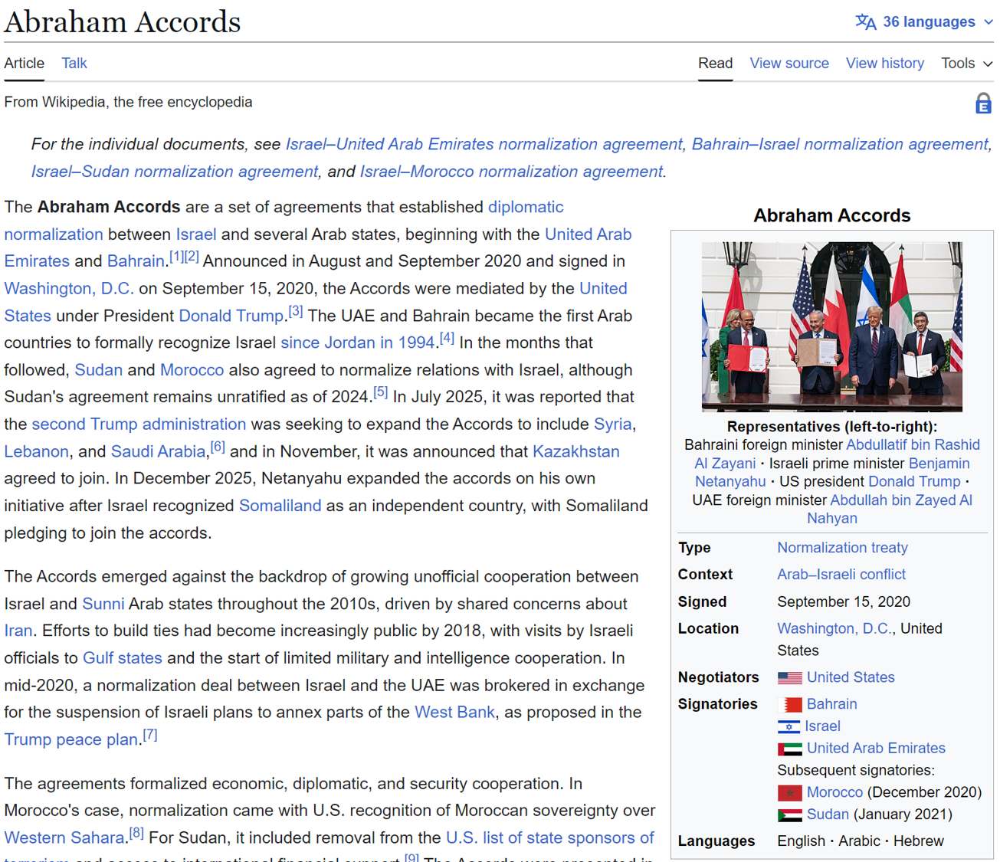 Abraham Accords
36 languages
Article Talk Read View source View history Tools
From Wikipedia, the free encyclopedia
E
For the individual documents, see Israel–United Arab Emirates normalization agreement, Bahrain–Israel normalization agreement,
Israel–Sudan normalization agreement, and Israel–Morocco normalization agreement.
The Abraham Accords are a set of agreements that established diplomatic
normalization between Israel and several Arab states, beginning with the United Arab
Emirates and Bahrain.[1][2] Announced in August and September 2020 and signed in
Washington, D.C. on September 15, 2020, the Accords were mediated by the United
States under President Donald Trump.[3] The UAE and Bahrain became the first Arab
countries to formally recognize Israel since Jordan in 1994.[4] In the months that
followed, Sudan and Morocco also agreed to normalize relations with Israel, although
Sudan's agreement remains unratified as of 2024.[5] In July 2025, it was reported that
the second Trump administration was seeking to expand the Accords to include Syria,
Lebanon, and Saudi Arabia,[6] and in November, it was announced that Kazakhstan
agreed to join. In December 2025, Netanyahu expanded the accords on his own
initiative after Israel recognized Somaliland as an independent country, with Somaliland
pledging to join the accords.
The Accords emerged against the backdrop of growing unofficial cooperation between
Israel and Sunni Arab states throughout the 2010s, driven by shared concerns about
Iran. Efforts to build ties had become increasingly public by 2018, with visits by Israeli
officials to Gulf states and the start of limited military and intelligence cooperation. In
mid-2020, a normalization deal between Israel and the UAE was brokered in exchange
for the suspension of Israeli plans to annex parts of the West Bank, as proposed in the
Trump peace plan.[7]
The agreements formalized economic, diplomatic, and security cooperation. In
Morocco's case, normalization came with U.S. recognition of Moroccan sovereignty over
Western Sahara.[8] For Sudan, it included removal from the U.S. list of state sponsors of
terrorism and access to international financial support.[9] The Accords were presented in
Abraham Accords
Representatives (left-to-right):
Bahraini foreign minister Abdullatif bin Rashid
Al Zayani · Israeli prime minister Benjamin
Netanyahu · US president Donald Trump ·
UAE foreign minister Abdullah bin Zayed Al
Nahyan
Type Normalization treaty
Context Arab–Israeli conflict
Signed September 15, 2020
Location Washington, D.C., United
States
Negotiators United States
Signatories Bahrain
Israel
United Arab Emirates
Subsequent signatories:
Morocco (December 2020)
Sudan (January 2021)
Languages English · Arabic · Hebrew